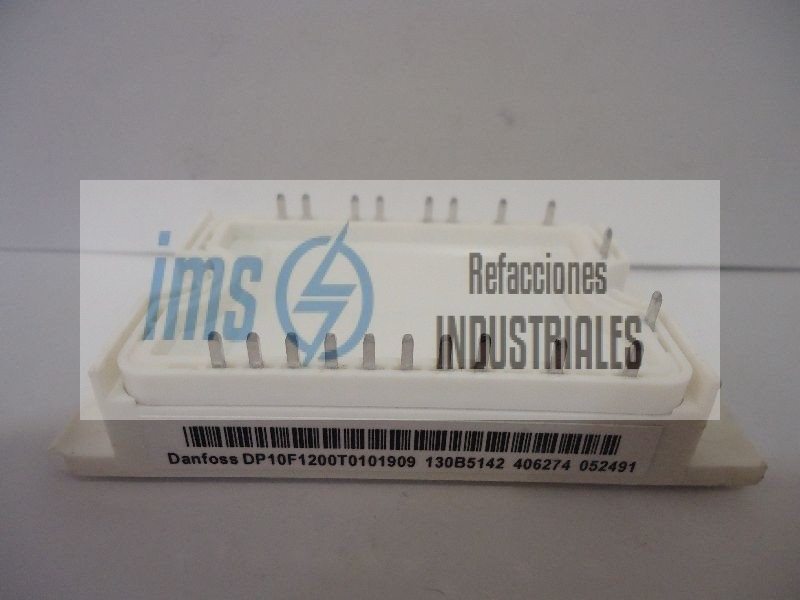 ims
Refacciones
INDUSTRIALES
Danfoss DP10F1200T0101909 130B5142 406274 052491